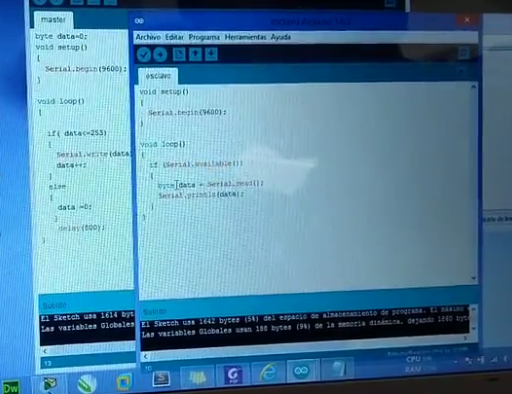 master
byte data=0;
void setup()
{
Serial.begin(9600);
}
void loop()
{
if( data<=253)
{
Serial.write(data
data++;
}
else
{
data =0;
}
delay(500);
}
Subido
El Sketch usa 1614 byt
Las variables Globales
13
Archivo Editar Programa Herramientas Ayuda
esclavo
void setup()
{
Serial.begin(9600);
}
void loop()
{
if (Serial.available())
{
byte data = Serial.read();
Serial.println(data);
}
}
Subido
El Sketch usa 1642 bytes (5%) del espacio de almacenamiento de programa. El máximo
Las variables Globales usan 188 bytes (9%) de la memoria dinámica, dejando 1860 byt
10
Dw
CPU
RAM